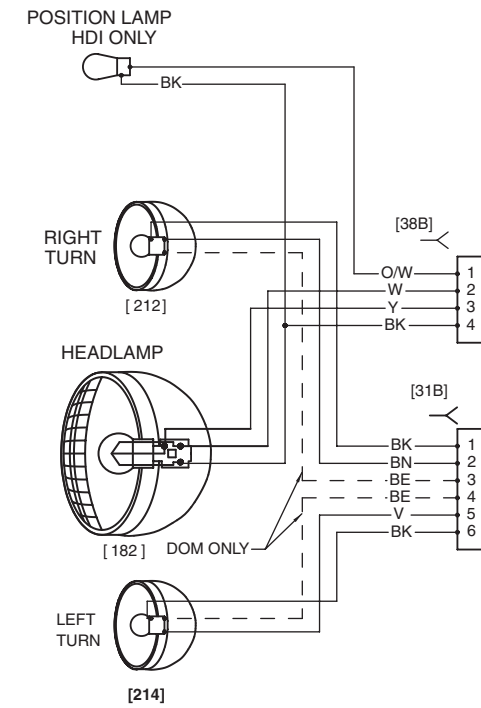 POSITION LAMP
HDI ONLY
BK
RIGHT
TURN
[ 212]
[38B]
O/W 1
W 2
Y 3
BK 4
HEADLAMP
[ 182 ]
DOM ONLY
[31B]
BK 1
BN 2
BE 3
BE 4
V 5
BK 6
LEFT
TURN
[214]